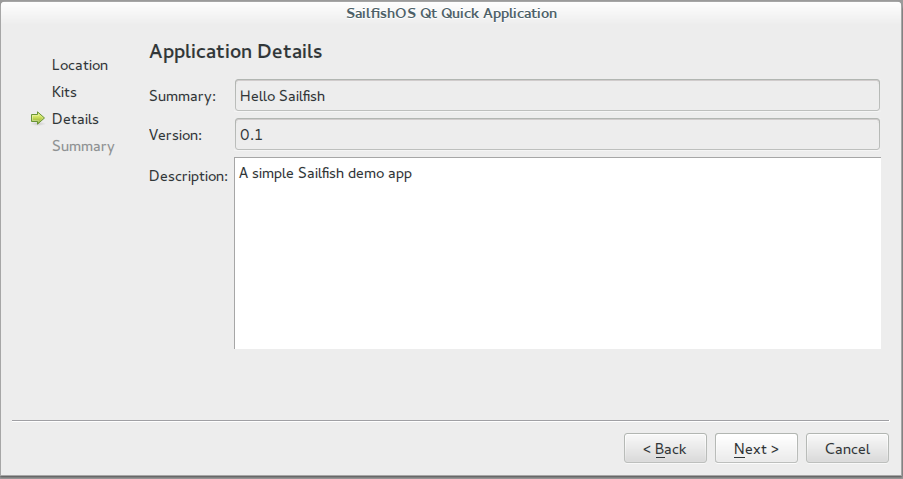 SailfishOS Qt Quick Application
Location
Kits
Details
Summary
Application Details
Summary: Hello Sailfish
Version: 0.1
Description: A simple Sailfish demo app
< Back Next > Cancel